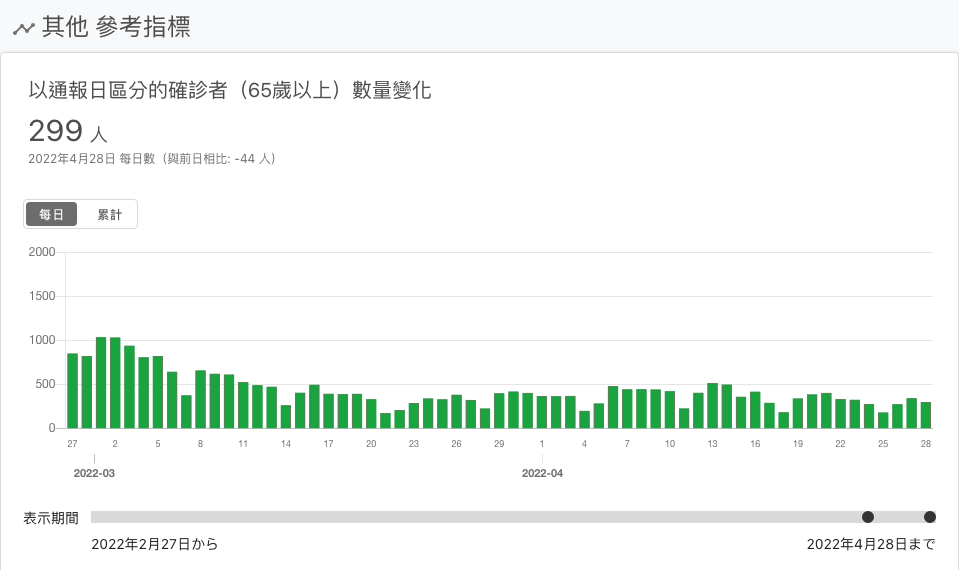 其他 參考指標
以通報日區分的確診者（65歲以上）數量變化
299 人
2022年4月28日 每日數（與前日相比: -44 人）
每日 累計
2000
1500
1000
500
0
27 2 5 8 11 14 17 20 23 26 29 1 4 7 10 13 16 19 22 25 28
2022-03 2022-04
表示期間
2022年2月27日から 2022年4月28日まで